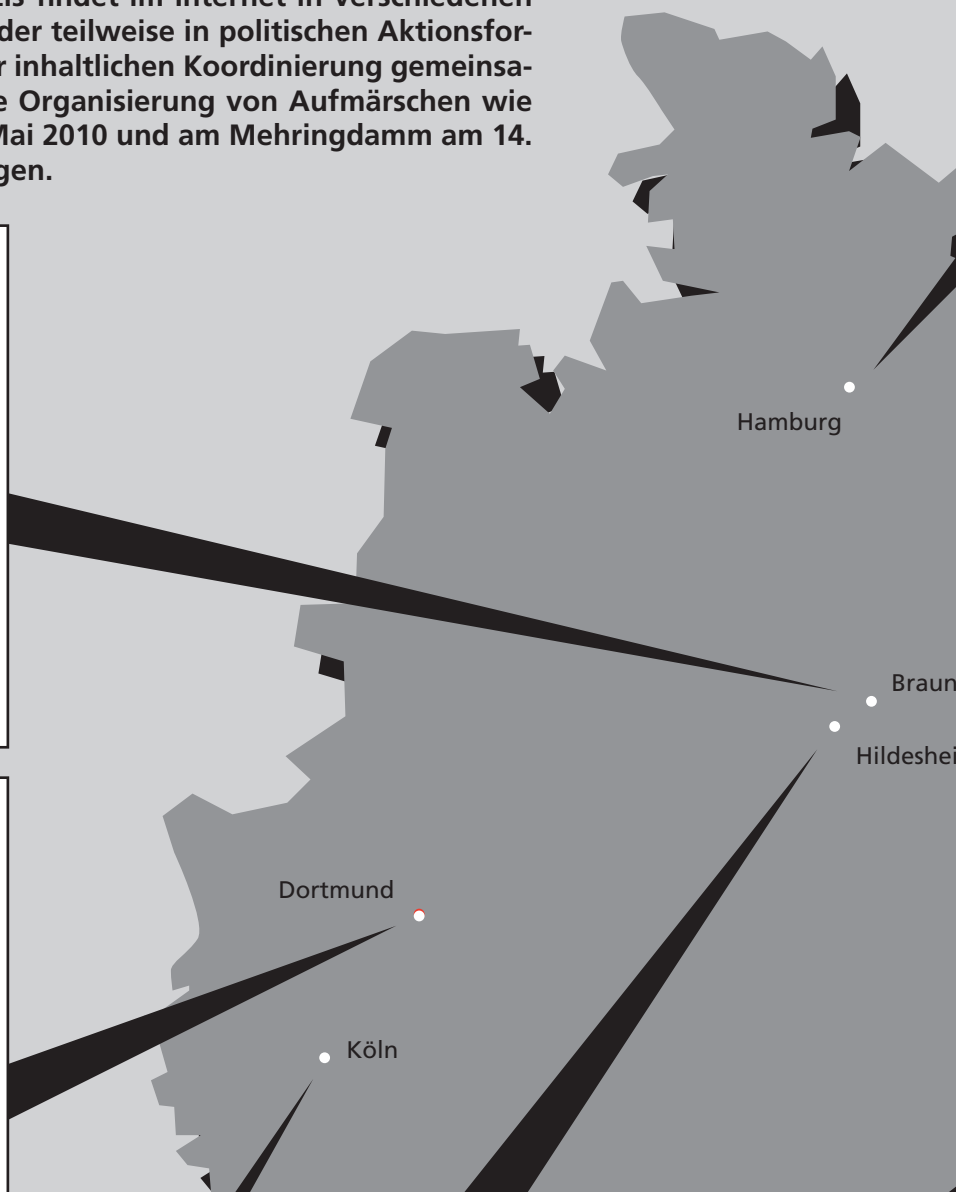 findet im Internet in verschiedenen
der teilweise in politischen Aktionsfor-
inhaltlichen Koordinierung gemeinsa-
Organisierung von Aufmärschen wie
Mai 2010 und am Mehringdamm am 14.
gen.
Hamburg
Braun
Hildeshei
Dortmund
Köln